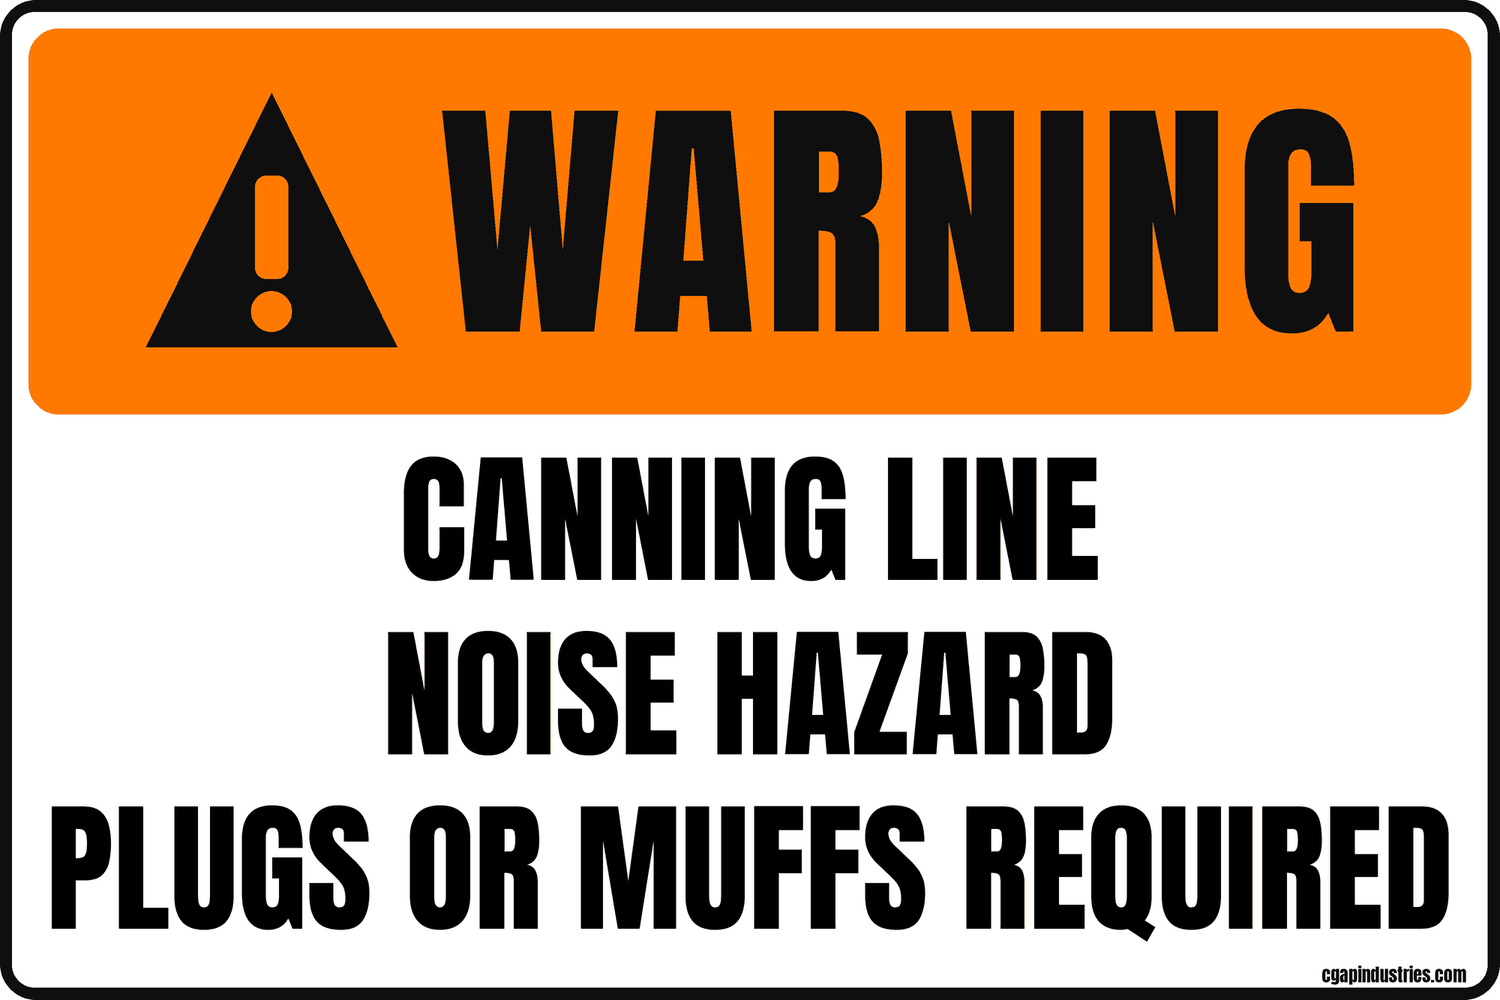 WARNING
CANNING LINE
NOISE HAZARD
PLUGS OR MUFFS REQUIRED
cgapindustries.com